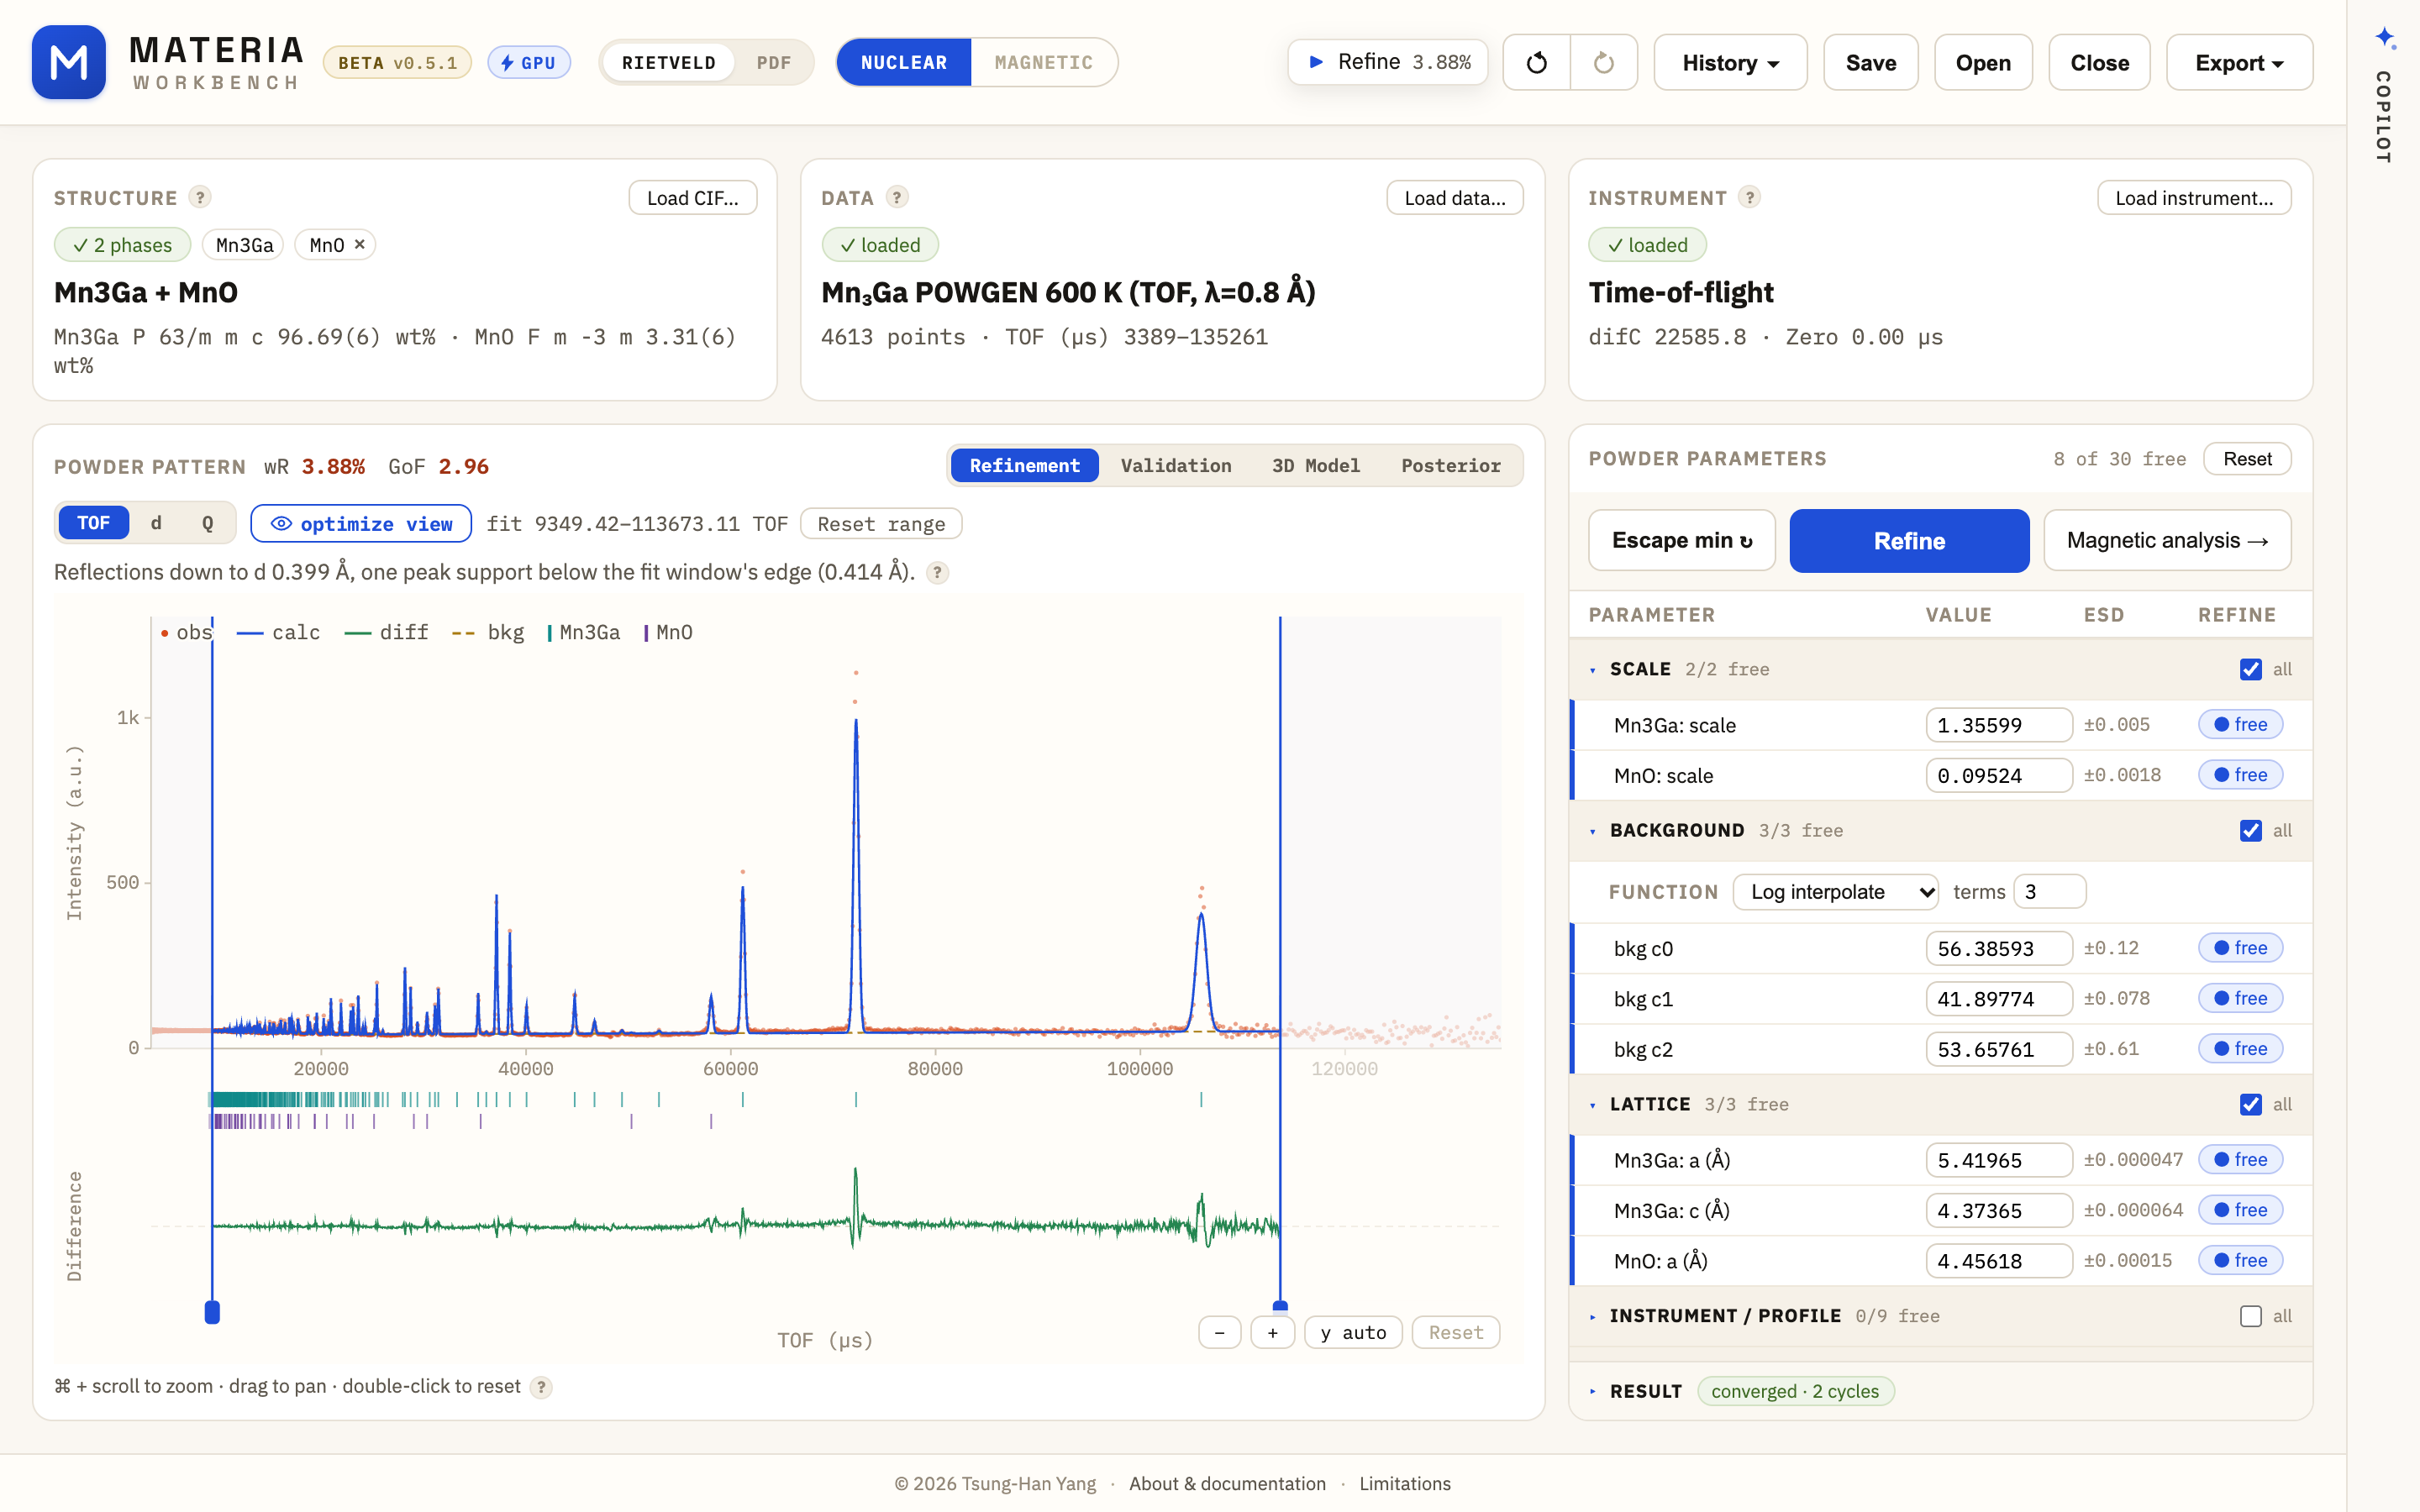 MATERIA
WORKBENCH
BETA v0.5.1
GPU
RIETVELD PDF
NUCLEAR MAGNETIC
Refine 3.88%
History
Save
Open
Close
Export
COPILOT
STRUCTURE ?
Load CIF...
✓ 2 phases Mn3Ga MnO ×
Mn3Ga + MnO
Mn3Ga P 63/m m c 96.69(6) wt% · MnO F m -3 m 3.31(6)
wt%
DATA ?
Load data...
✓ loaded
Mn₃Ga POWGEN 600 K (TOF, λ=0.8 Å)
4613 points · TOF (µs) 3389–135261
INSTRUMENT ?
Load instrument...
✓ loaded
Time-of-flight
difC 22585.8 · Zero 0.00 µs
POWDER PATTERN wR 3.88% GoF 2.96
Refinement Validation 3D Model Posterior
TOF d Q
optimize view
fit 9349.42–113673.11 TOF
Reset range
Reflections down to d 0.399 Å, one peak support below the fit window's edge (0.414 Å). ?
obs calc diff bkg Mn3Ga MnO
Intensity (a.u.)
1k
500
0
20000 40000 60000 80000 100000 120000
Difference
TOF (µs)
− + y auto Reset
⌘ + scroll to zoom · drag to pan · double-click to reset ?
POWDER PARAMETERS
8 of 30 free
Reset
Escape min ↻
Refine
Magnetic analysis →
PARAMETER VALUE ESD REFINE
SCALE 2/2 free all
Mn3Ga: scale 1.35599 ±0.005 free
MnO: scale 0.09524 ±0.0018 free
BACKGROUND 3/3 free all
FUNCTION Log interpolate terms 3
bkg c0 56.38593 ±0.12 free
bkg c1 41.89774 ±0.078 free
bkg c2 53.65761 ±0.61 free
LATTICE 3/3 free all
Mn3Ga: a (Å) 5.41965 ±0.000047 free
Mn3Ga: c (Å) 4.37365 ±0.000064 free
MnO: a (Å) 4.45618 ±0.00015 free
INSTRUMENT / PROFILE 0/9 free all
RESULT converged · 2 cycles
© 2026 Tsung-Han Yang · About & documentation · Limitations